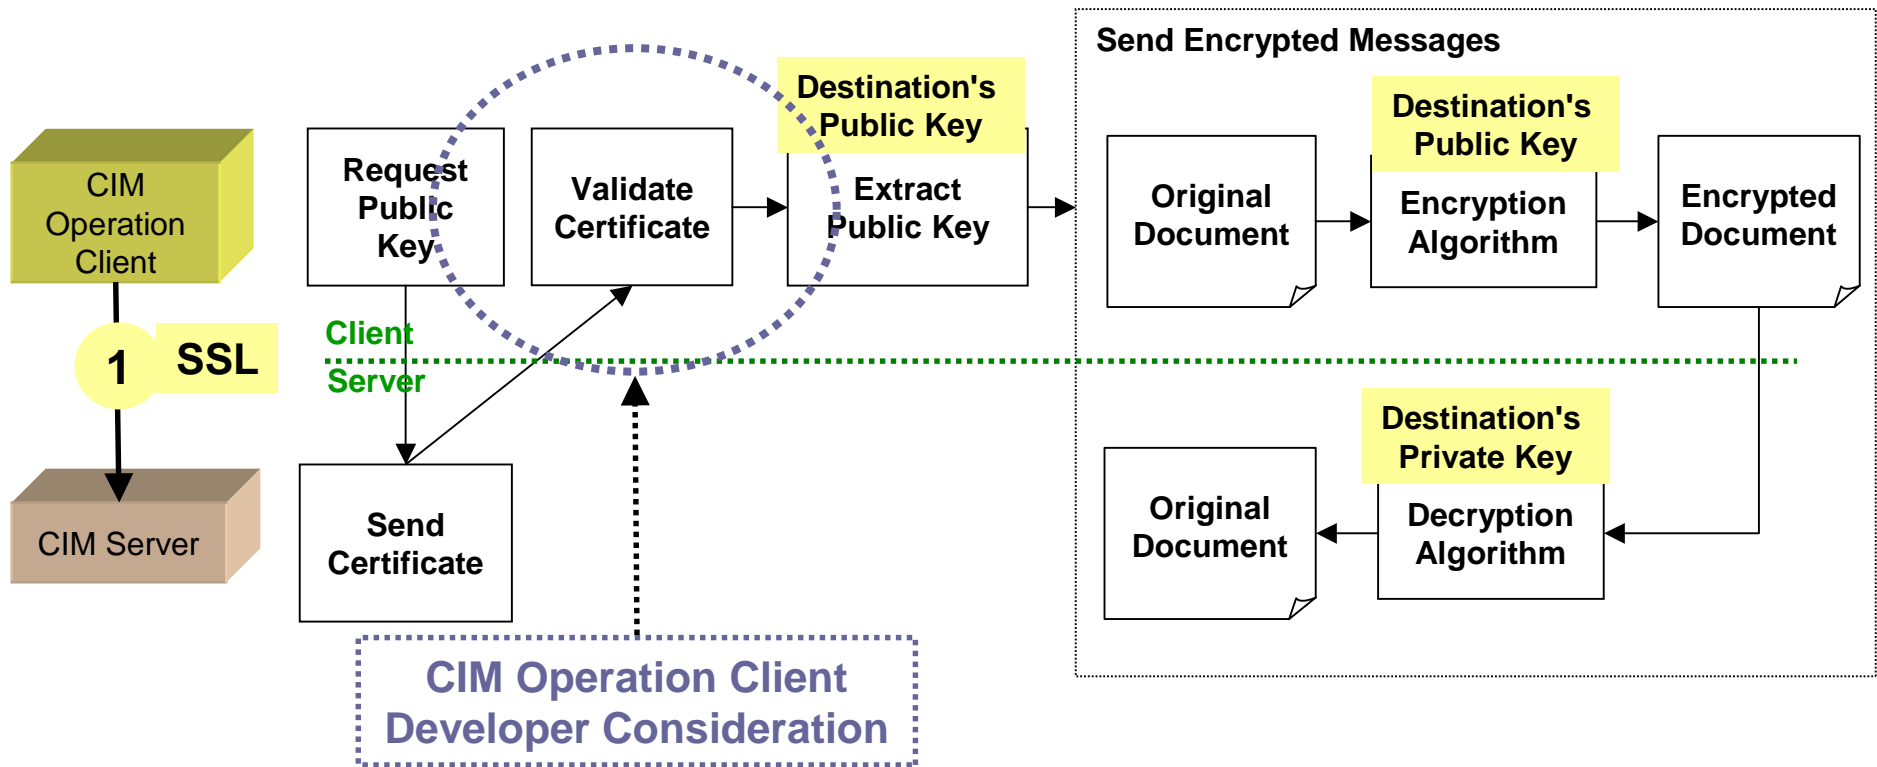 CIM
Operation
Client
1
SSL
CIM Server
Request
Public
Key
Validate
Certificate
Destination's
Public Key
Extract
Public Key
Client
Server
Send
Certificate
CIM Operation Client
Developer Consideration
Send Encrypted Messages
Original
Document
Destination's
Public Key
Encryption
Algorithm
Encrypted
Document
Destination's
Private Key
Decryption
Algorithm
Original
Document